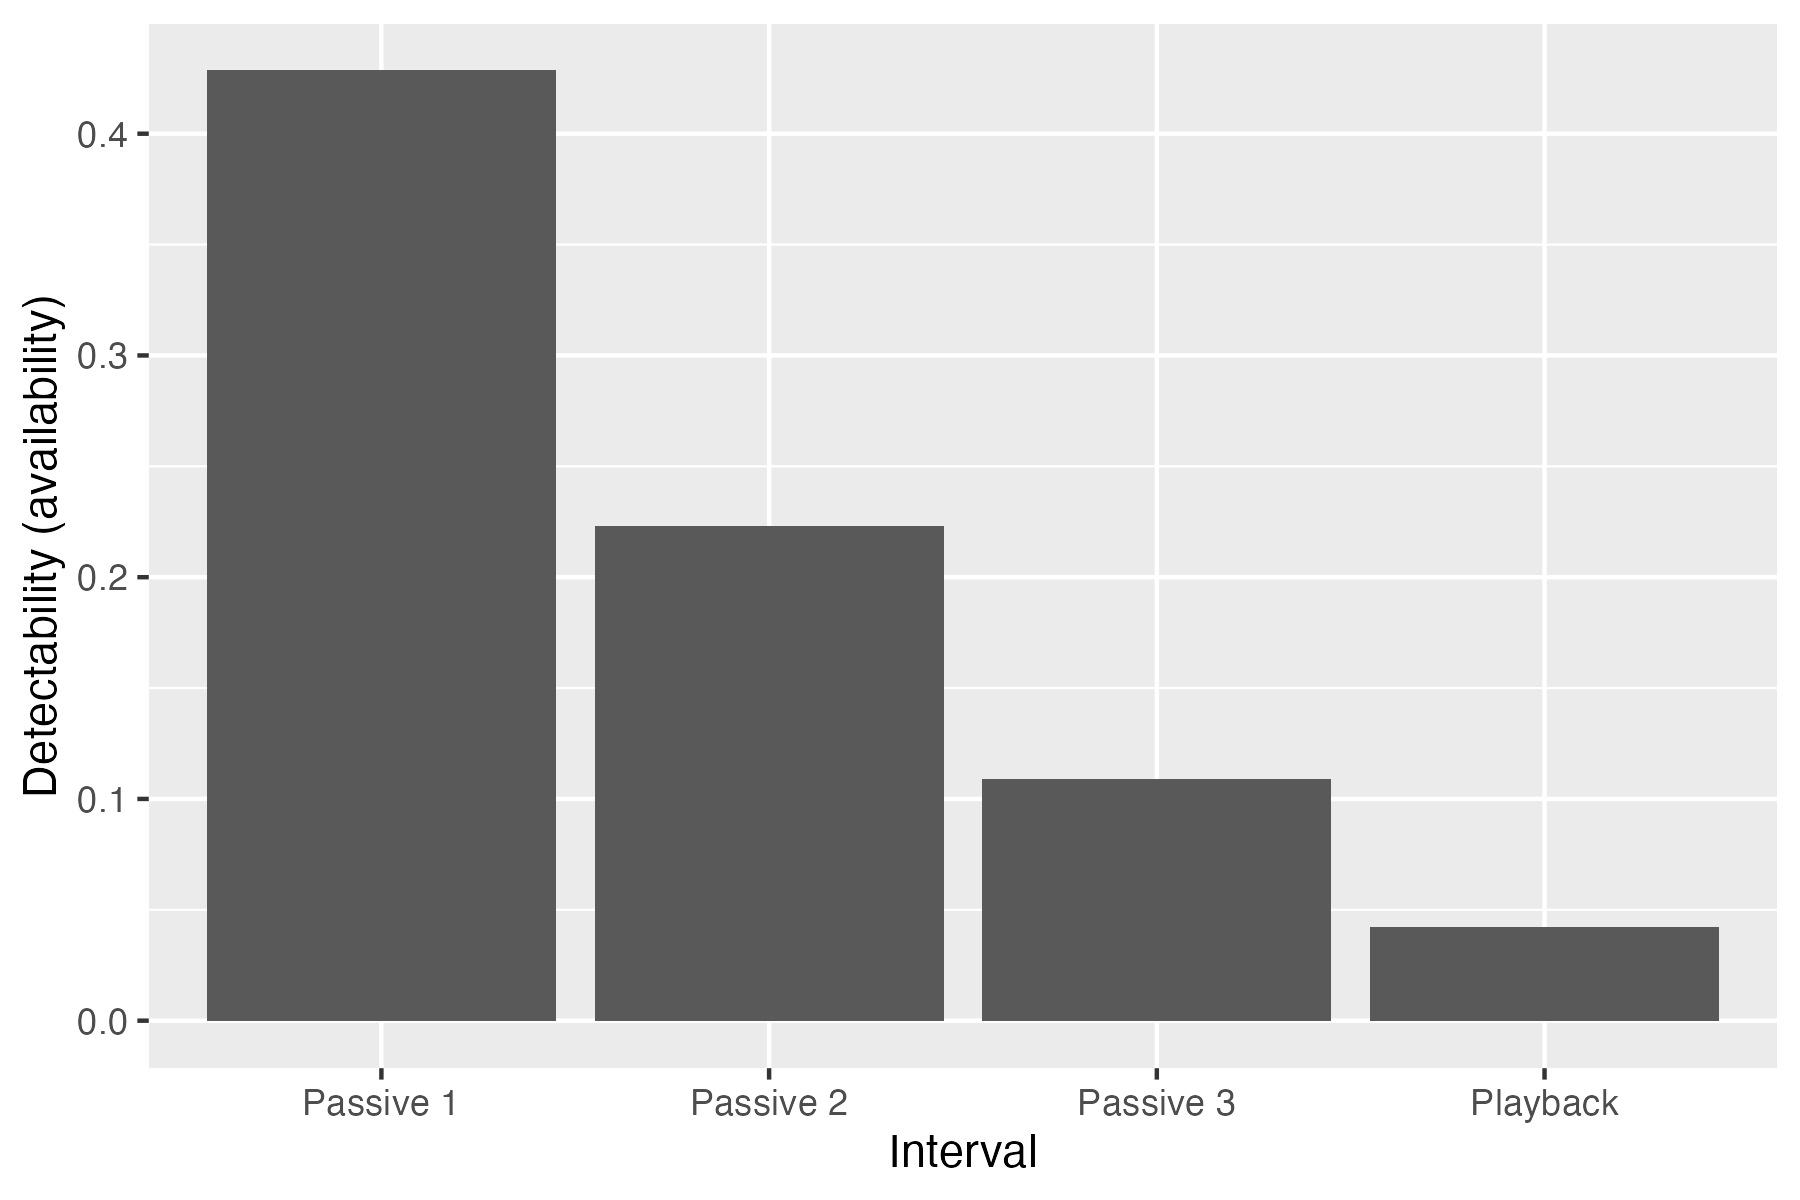 Detectability (availability)
0.4
0.3
0.2
0.1
0.0
Passive 1
Passive 2
Passive 3
Playback
Interval